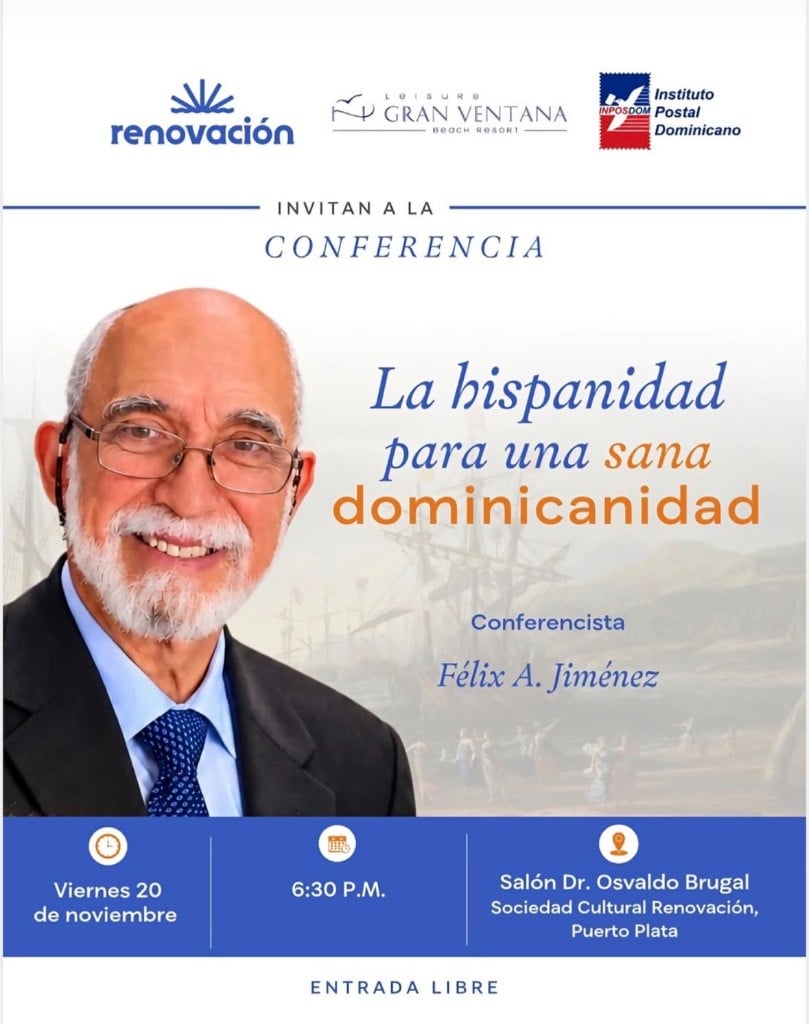 renovación
LEISURE
GRAN VENTANA
BEACH RESORT
INPOSDOM
Instituto
Postal
Dominicano
INVITAN A LA
CONFERENCIA
La hispanidad
para una sana
dominicanidad
Conferencista
Félix A. Jiménez
Viernes 20
de noviembre
6:30 P.M.
Salón Dr. Osvaldo Brugal
Sociedad Cultural Renovación,
Puerto Plata
ENTRADA LIBRE